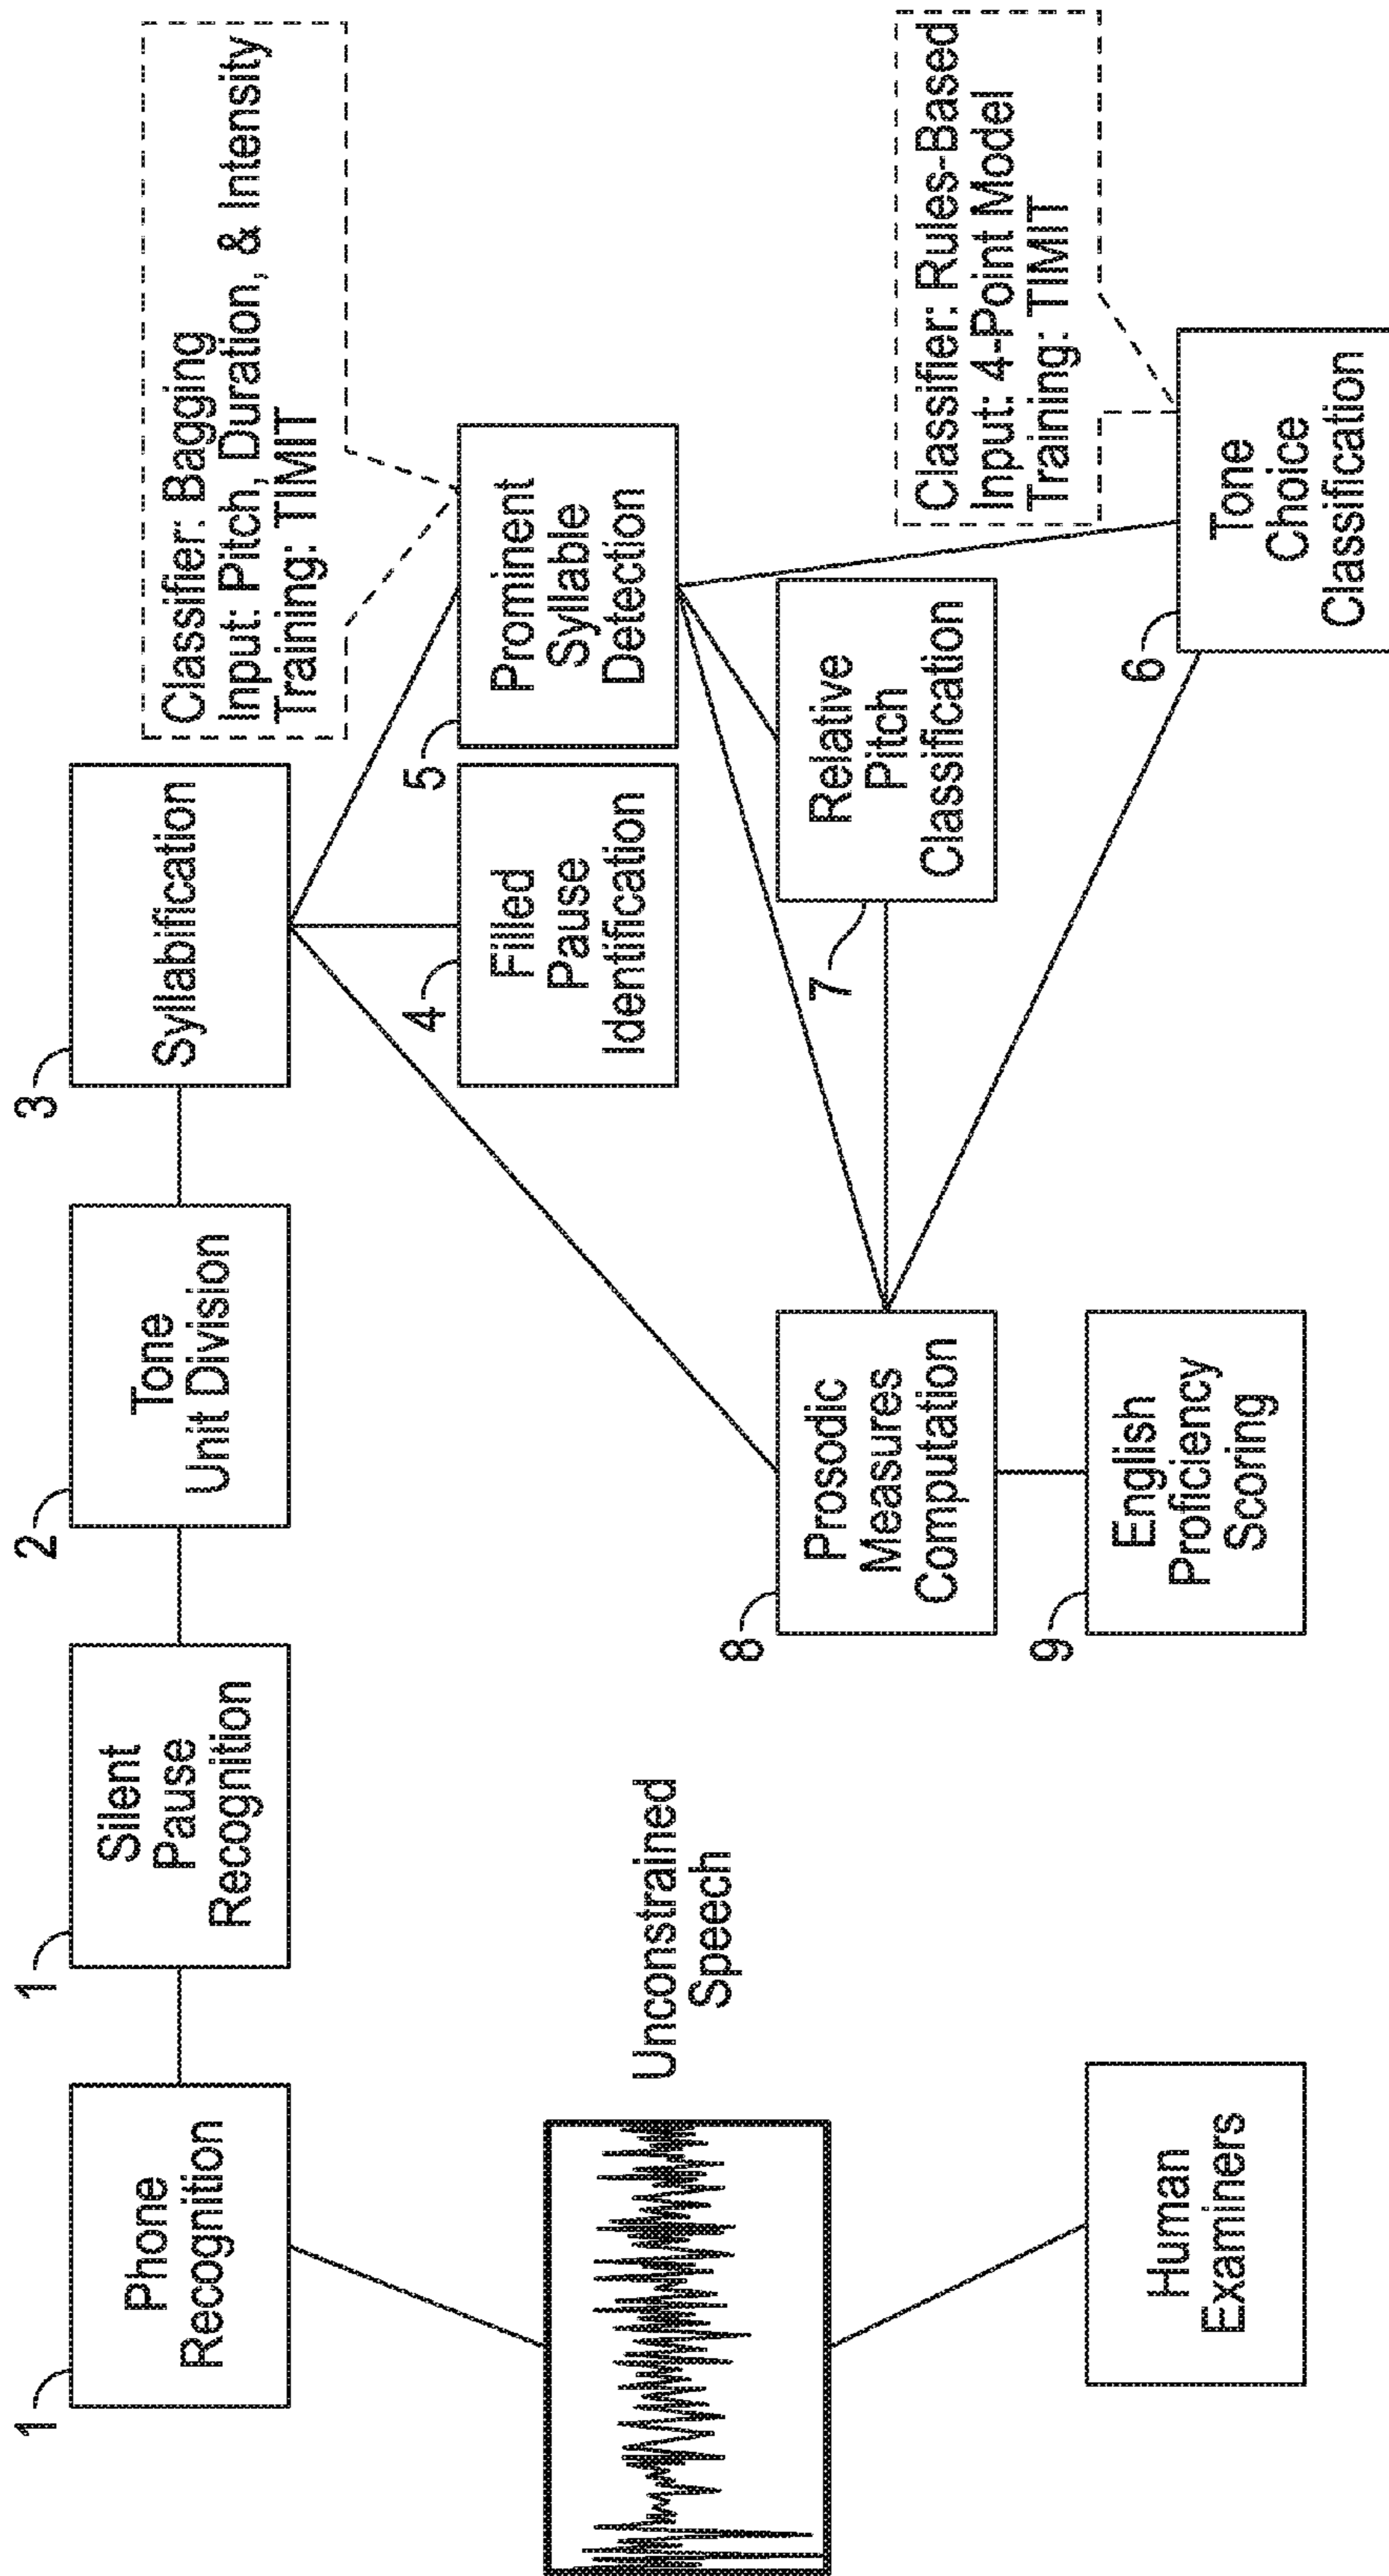 1
Phone
Recognition
1
Silent
Pause
Recognition
2
Tone
Unit Division
3
Syllabification
Classifier: Bagging
Input: Pitch, Duration, & Intensity
Training: TIMIT
4
Filled
Pause
Identification
5
Prominent
Syllable
Detection
Unconstrained
Speech
7
Relative
Pitch
Classification
Classifier: Rules-Based
Input: 4-Point Model
Training: TIMIT
6
Tone
Choice
Classification
8
Prosodic
Measures
Computation
9
English
Proficiency
Scoring
Human
Examiners